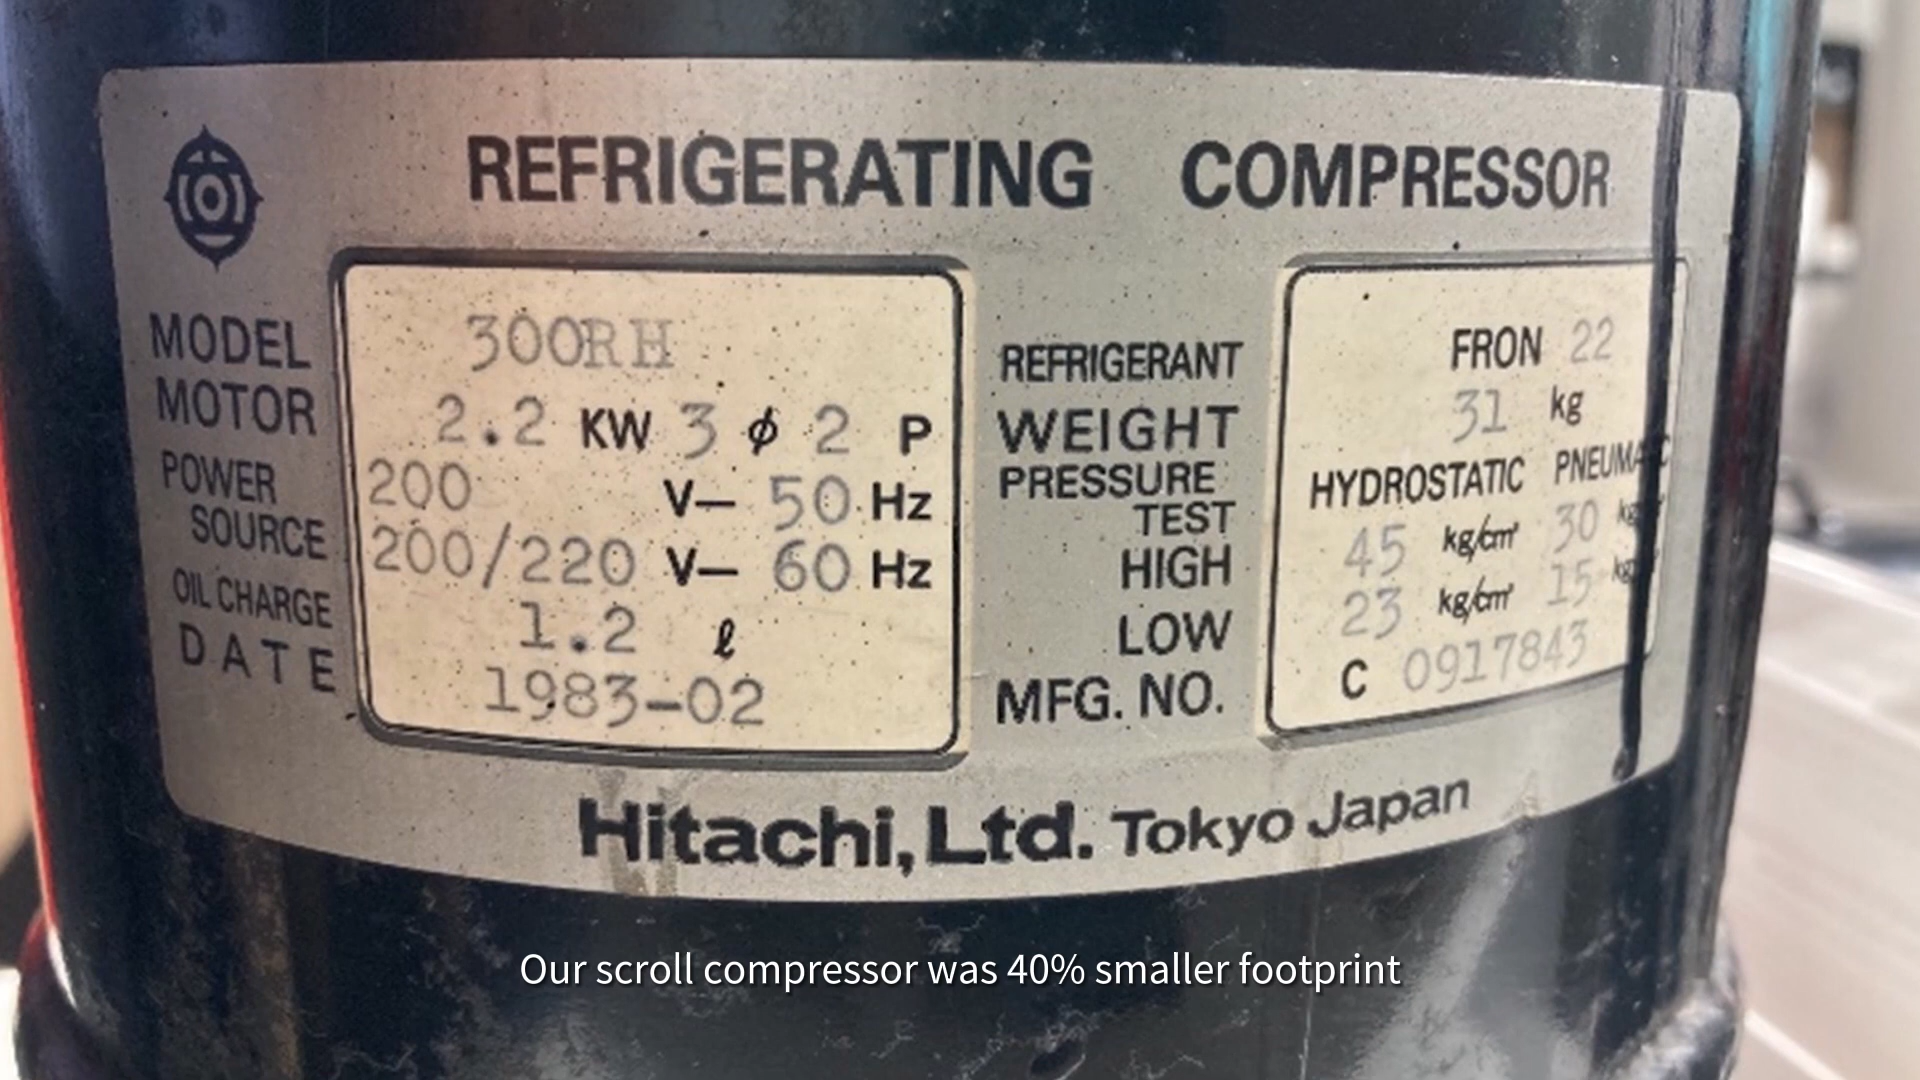 REFRIGERATING COMPRESSOR
MODEL 300RH
MOTOR 2.2 KW 3 ϕ 2 P
POWER SOURCE 200 V— 50 Hz
200/220 V— 60 Hz
OIL CHARGE 1.2 ℓ
DATE 1983-02
REFRIGERANT FRON 22
WEIGHT 31 kg
PRESSURE TEST HYDROSTATIC
HIGH 45 kg/cm² 30
LOW 23 kg/cm² 15
MFG. NO. C 0917843
Hitachi, Ltd. Tokyo Japan
Our scroll compressor was 40% smaller footprint